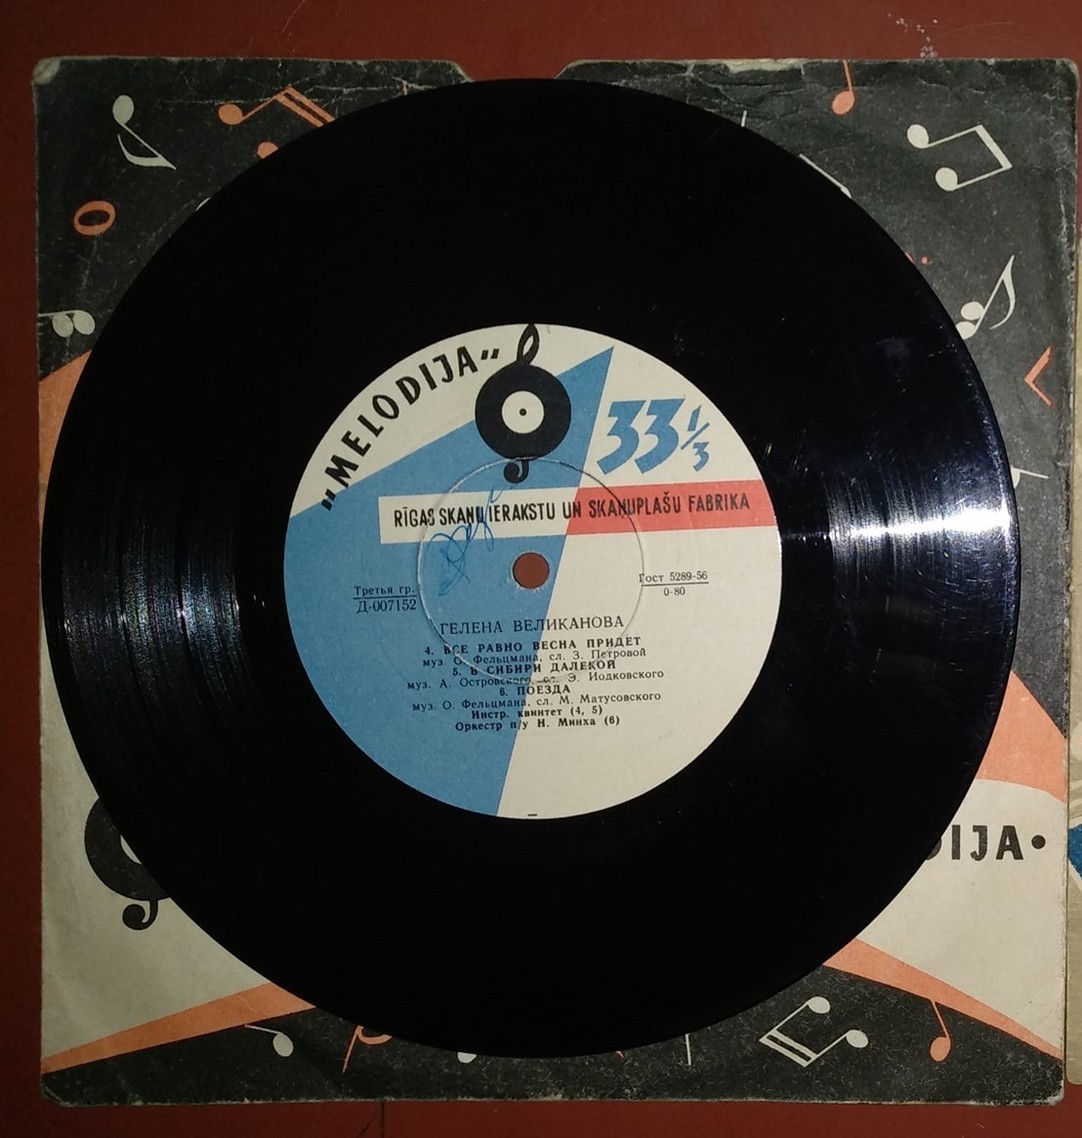 "MELODIJA"
33 1/3
RĪGAS SKAŅU IERAKSTU UN SKAŅUPLAŠU FABRIKA
Третья гр.
Д-007152
Гост 5289-56
0-80
ГЕЛЕНА ВЕЛИКАНОВА
4. ВСЕ РАВНО ВЕСНА ПРИДЕТ
муз. О. Фельцмана, сл. З. Петровой
5. В СИБИРИ ДАЛЕКОЙ
муз. А. Островского, сл. Э. Иодковского
6. ПОЕЗДА
муз. О. Фельцмана, сл. М. Матусовского
Инстр. квинтет (4, 5)
Оркестр п/у Н. Минха (6)
DIJA•